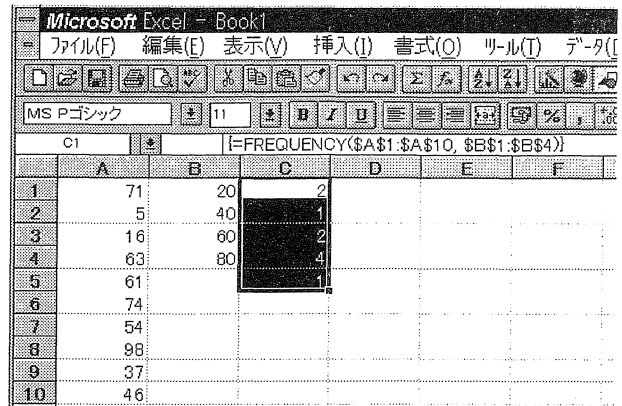 Microsoft Excel - Book1
ファイル(F) 編集(E) 表示(V) 挿入(I) 書式(O) ツール(T) データ(D
MS Pゴシック 11 B I U %,
C1 {=FREQUENCY($A$1:$A$10, $B$1:$B$4)}
A B C D E F
1 71 20 2
2 5 40 1
3 16 60 2
4 63 80 4
5 61 1
6 74
7 54
8 98
9 37
10 46